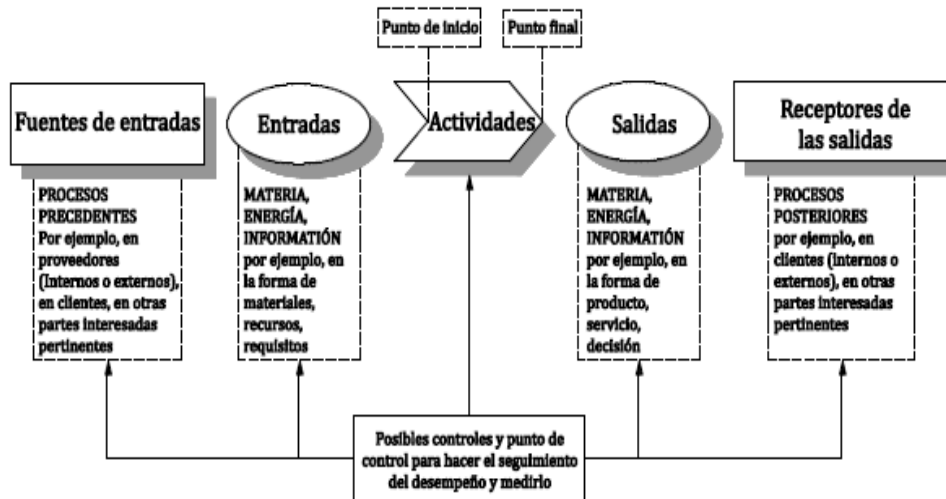 Punto de inicio
Punto final
Fuentes de entradas
Entradas
Actividades
Salidas
Receptores de
las salidas
PROCESOS
PRECEDENTES
Por ejemplo, en
proveedores
(Internos o externos),
en clientes, en otras
partes interesadas
pertinentes
MATERIA,
ENERGÍA,
INFORMATIÓN
por ejemplo, en
la forma de
materiales,
recursos,
requisitos
MATERIA,
ENERGÍA,
INFORMATIÓN
por ejemplo, en
la forma de
producto,
servicio,
decisión
PROCESOS
POSTERIORES
por ejemplo, en
clientes (Internos o
externos), en otras
partes interesadas
pertinentes
Posibles controles y punto de
control para hacer el seguimiento
del desempeño y medirlo